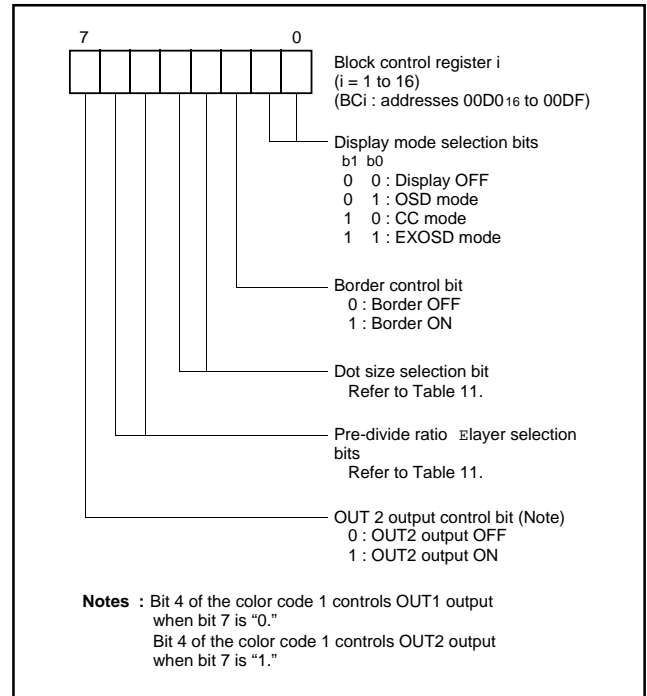 7 0
Block control register i
(i = 1 to 16)
(BCi : addresses 00D016 to 00DF)
Display mode selection bits
b1 b0
0 0 : Display OFF
0 1 : OSD mode
1 0 : CC mode
1 1 : EXOSD mode
Border control bit
0 : Border OFF
1 : Border ON
Dot size selection bit
Refer to Table 11.
Pre-divide ratio Elayer selection
bits
Refer to Table 11.
OUT 2 output control bit (Note)
0 : OUT2 output OFF
1 : OUT2 output ON
Notes : Bit 4 of the color code 1 controls OUT1 output
when bit 7 is “0.”
Bit 4 of the color code 1 controls OUT2 output
when bit 7 is “1.”